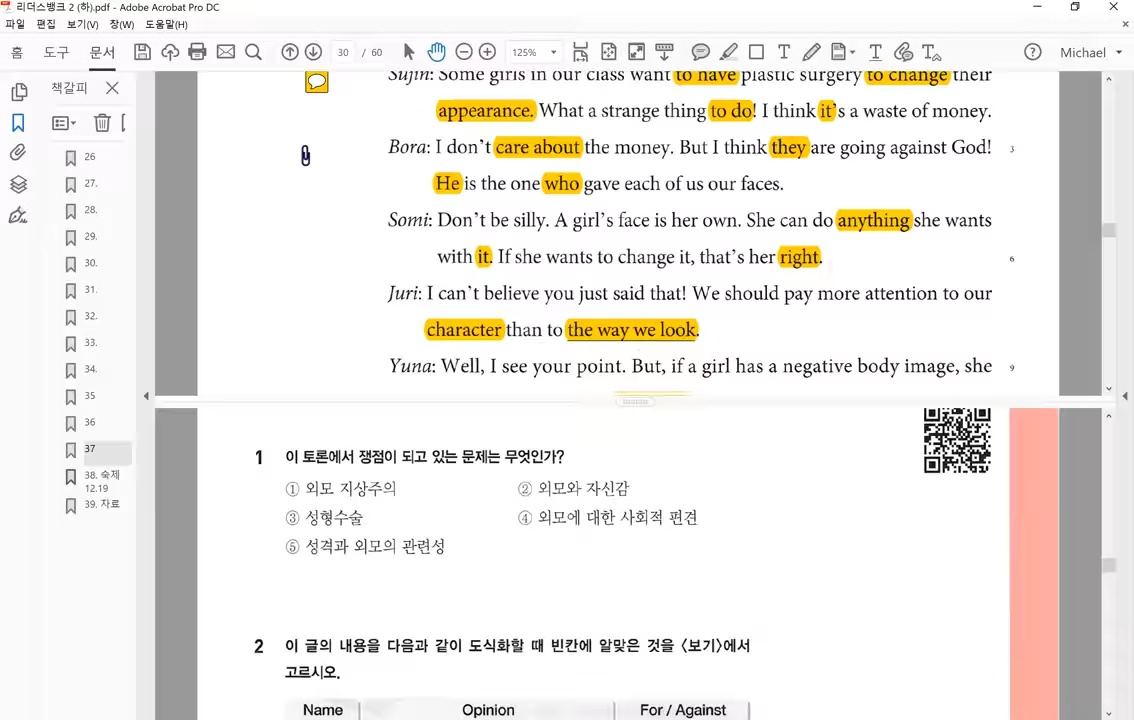 리더스뱅크 2 (하).pdf - Adobe Acrobat Pro DC
파일 편집 보기(V) 창(W) 도움말(H)
홈 도구 문서 30 / 60 125% Michael
책갈피
26
27.
28.
29.
30.
31.
32.
33.
34.
35
36
37
38. 숙제
12.19
39. 자료
Sujin: Some girls in our class want to have plastic surgery to change their
appearance. What a strange thing to do! I think it's a waste of money.
Bora: I don't care about the money. But I think they are going against God! 3
He is the one who gave each of us our faces.
Somi: Don't be silly. A girl's face is her own. She can do anything she wants
with it. If she wants to change it, that's her right. 6
Juri: I can't believe you just said that! We should pay more attention to our
character than to the way we look.
Yuna: Well, I see your point. But, if a girl has a negative body image, she 9
1 이 토론에서 쟁점이 되고 있는 문제는 무엇인가?
① 외모 지상주의 ② 외모와 자신감
③ 성형수술 ④ 외모에 대한 사회적 편견
⑤ 성격과 외모의 관련성
2 이 글의 내용을 다음과 같이 도식화할 때 빈칸에 알맞은 것을 〈보기〉에서
고르시오.
Name Opinion For / Against